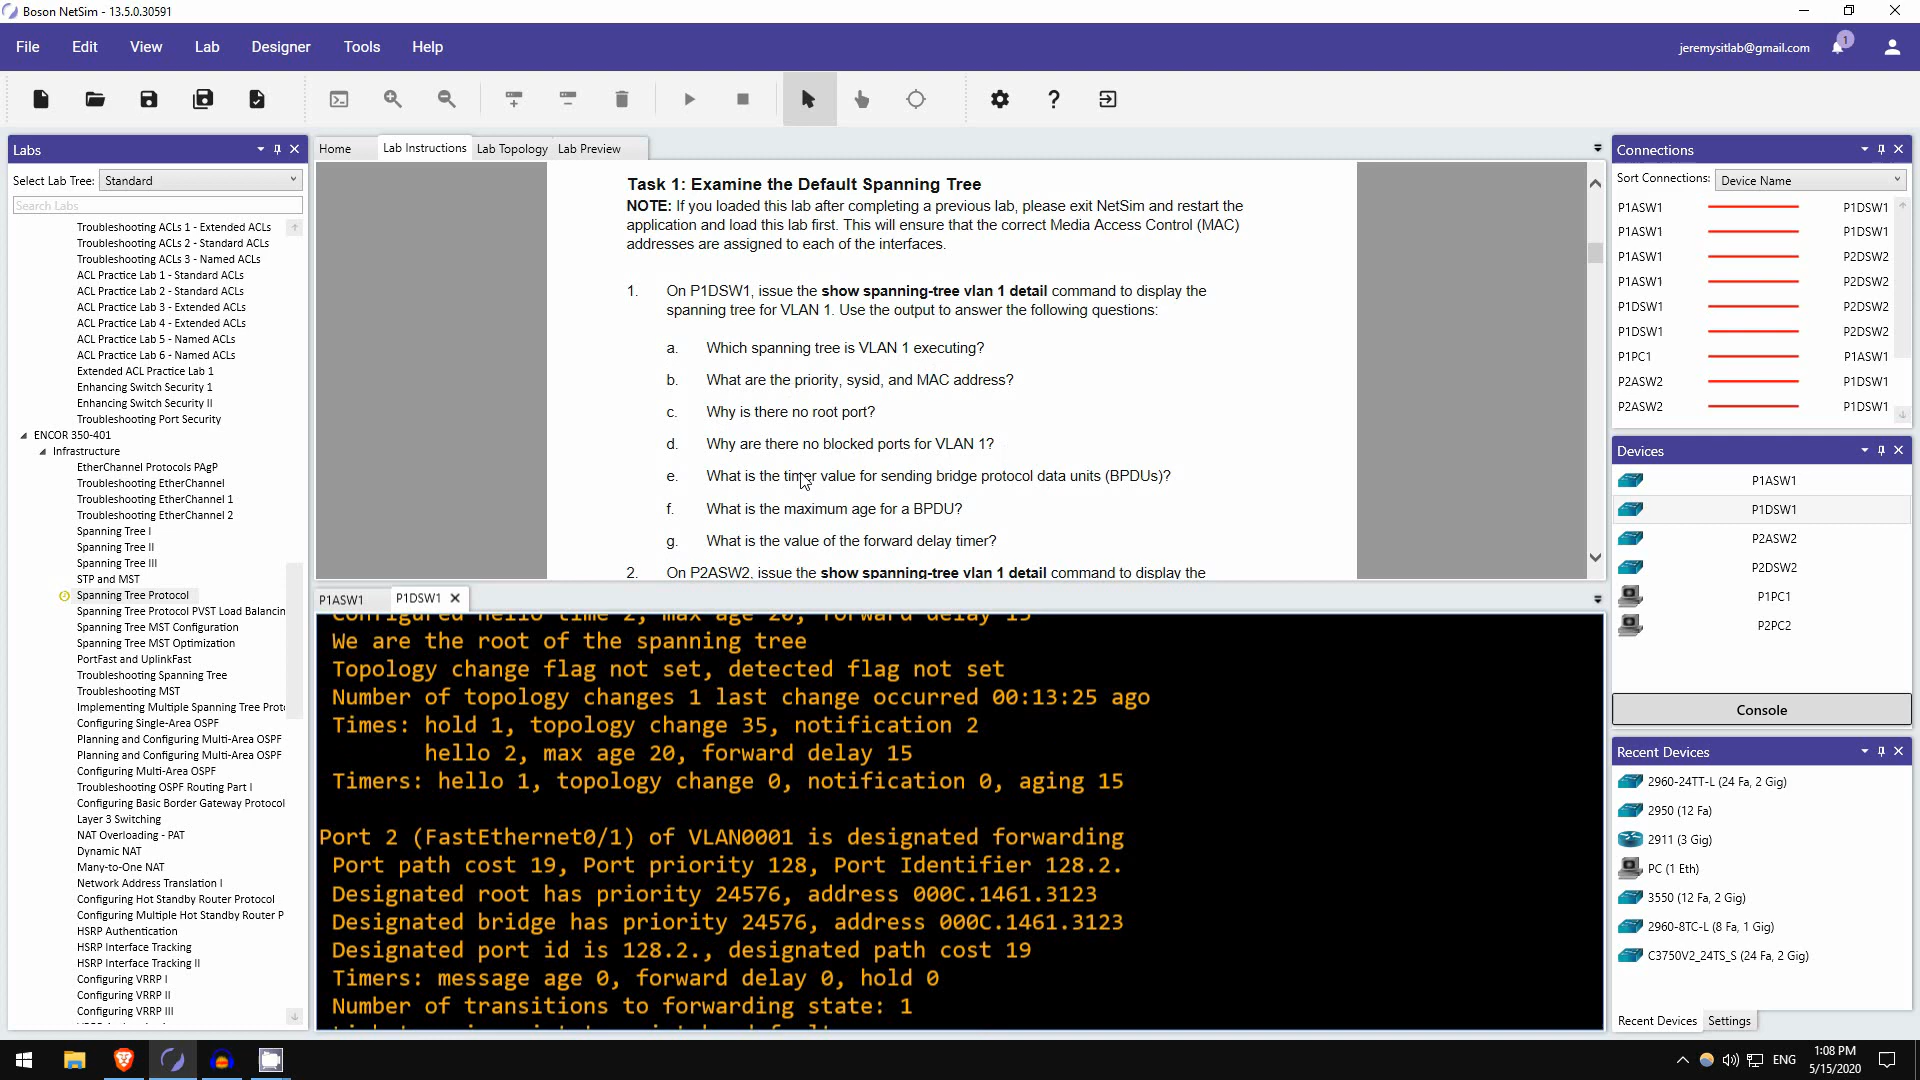 Boson NetSim - 13.5.0.30591
File Edit View Lab Designer Tools Help
jeremysitlab@gmail.com 1
Labs
Select Lab Tree: Standard
Search Labs
Troubleshooting ACLs 1 - Extended ACLs
Troubleshooting ACLs 2 - Standard ACLs
Troubleshooting ACLs 3 - Named ACLs
ACL Practice Lab 1 - Standard ACLs
ACL Practice Lab 2 - Standard ACLs
ACL Practice Lab 3 - Extended ACLs
ACL Practice Lab 4 - Extended ACLs
ACL Practice Lab 5 - Named ACLs
ACL Practice Lab 6 - Named ACLs
Extended ACL Practice Lab 1
Enhancing Switch Security 1
Enhancing Switch Security II
Troubleshooting Port Security
ENCOR 350-401
Infrastructure
EtherChannel Protocols PAgP
Troubleshooting EtherChannel
Troubleshooting EtherChannel 1
Troubleshooting EtherChannel 2
Spanning Tree I
Spanning Tree II
Spanning Tree III
STP and MST
Spanning Tree Protocol
Spanning Tree Protocol PVST Load Balancin
Spanning Tree MST Configuration
Spanning Tree MST Optimization
PortFast and UplinkFast
Troubleshooting Spanning Tree
Troubleshooting MST
Implementing Multiple Spanning Tree Prot
Configuring Single-Area OSPF
Planning and Configuring Multi-Area OSPF
Planning and Configuring Multi-Area OSPF
Configuring Multi-Area OSPF
Troubleshooting OSPF Routing Part I
Configuring Basic Border Gateway Protocol
Layer 3 Switching
NAT Overloading - PAT
Dynamic NAT
Many-to-One NAT
Network Address Translation I
Configuring Hot Standby Router Protocol
Configuring Multiple Hot Standby Router P
HSRP Authentication
HSRP Interface Tracking
HSRP Interface Tracking II
Configuring VRRP I
Configuring VRRP II
Configuring VRRP III
Home Lab Instructions Lab Topology Lab Preview
Task 1: Examine the Default Spanning Tree
NOTE: If you loaded this lab after completing a previous lab, please exit NetSim and restart the
application and load this lab first. This will ensure that the correct Media Access Control (MAC)
addresses are assigned to each of the interfaces.
1. On P1DSW1, issue the show spanning-tree vlan 1 detail command to display the
spanning tree for VLAN 1. Use the output to answer the following questions:
a. Which spanning tree is VLAN 1 executing?
b. What are the priority, sysid, and MAC address?
c. Why is there no root port?
d. Why are there no blocked ports for VLAN 1?
e. What is the timer value for sending bridge protocol data units (BPDUs)?
f. What is the maximum age for a BPDU?
g. What is the value of the forward delay timer?
2. On P2ASW2, issue the show spanning-tree vlan 1 detail command to display the
P1ASW1 P1DSW1
Configured hello time 2, max age 20, forward delay 15
We are the root of the spanning tree
Topology change flag not set, detected flag not set
Number of topology changes 1 last change occurred 00:13:25 ago
Times: hold 1, topology change 35, notification 2
hello 2, max age 20, forward delay 15
Timers: hello 1, topology change 0, notification 0, aging 15
Port 2 (FastEthernet0/1) of VLAN0001 is designated forwarding
Port path cost 19, Port priority 128, Port Identifier 128.2.
Designated root has priority 24576, address 000C.1461.3123
Designated bridge has priority 24576, address 000C.1461.3123
Designated port id is 128.2., designated path cost 19
Timers: message age 0, forward delay 0, hold 0
Number of transitions to forwarding state: 1
Connections
Sort Connections: Device Name
P1ASW1 P1DSW1
P1ASW1 P1DSW1
P1ASW1 P2DSW2
P1ASW1 P2DSW2
P1DSW1 P2DSW2
P1DSW1 P2DSW2
P1PC1 P1ASW1
P2ASW2 P1DSW1
P2ASW2 P1DSW1
Devices
P1ASW1
P1DSW1
P2ASW2
P2DSW2
P1PC1
P2PC2
Console
Recent Devices
2960-24TT-L (24 Fa, 2 Gig)
2950 (12 Fa)
2911 (3 Gig)
PC (1 Eth)
3550 (12 Fa, 2 Gig)
2960-8TC-L (8 Fa, 1 Gig)
C3750V2_24TS_S (24 Fa, 2 Gig)
Recent Devices Settings
ENG
1:08 PM
5/15/2020